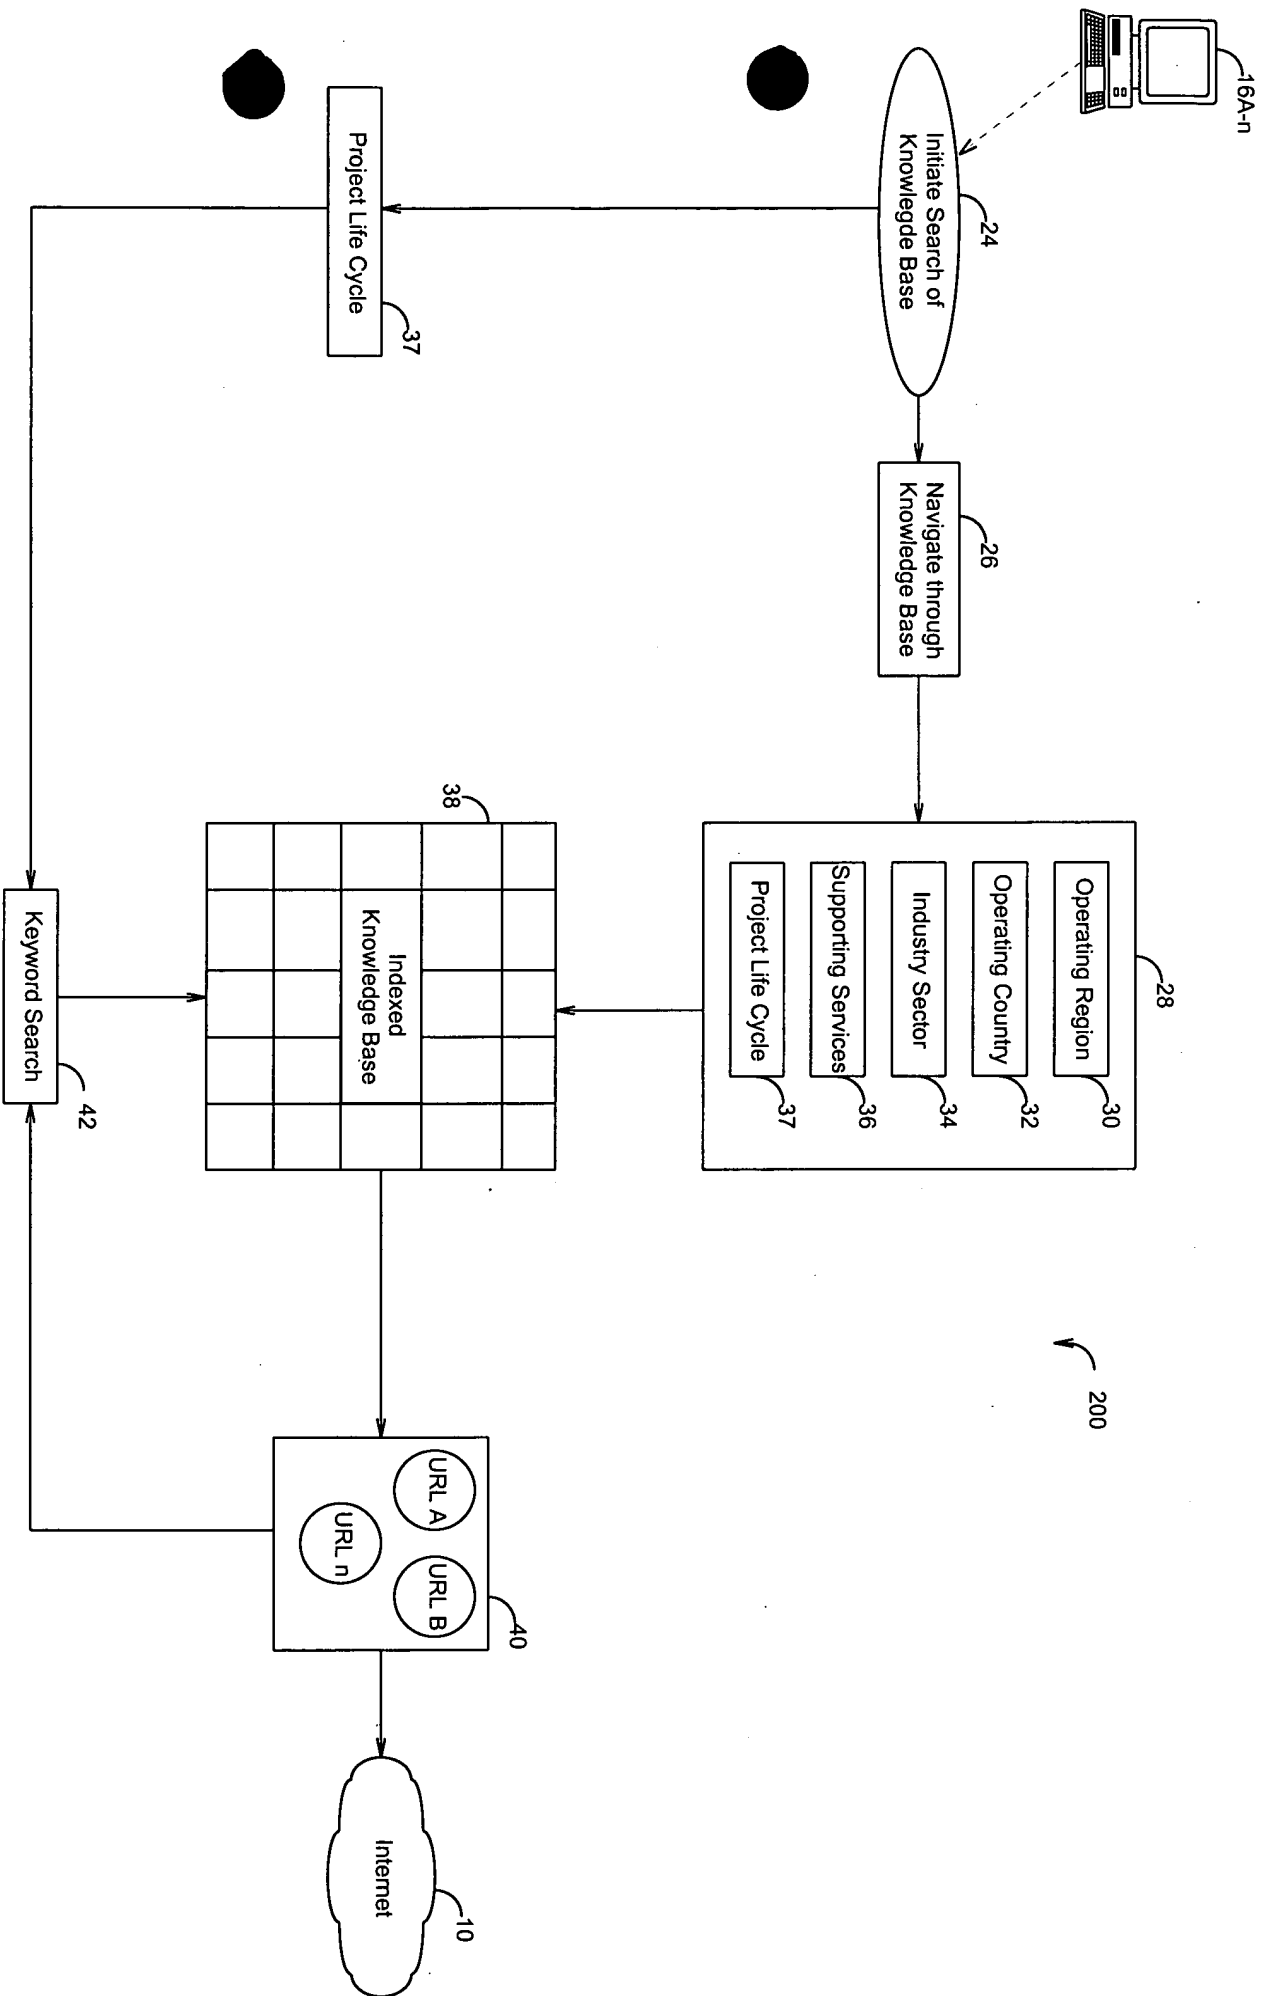 16A-n
Initiate Search of
Knowlegde Base
24
Navigate through
Knowledge Base
26
28
Operating Region
30
Operating Country
32
Industry Sector
34
Supporting Services
36
Project Life Cycle
37
200
Project Life Cycle
37
38
Indexed
Knowledge Base
URL A
URL B
URL n
40
Internet
10
Keyword Search
42